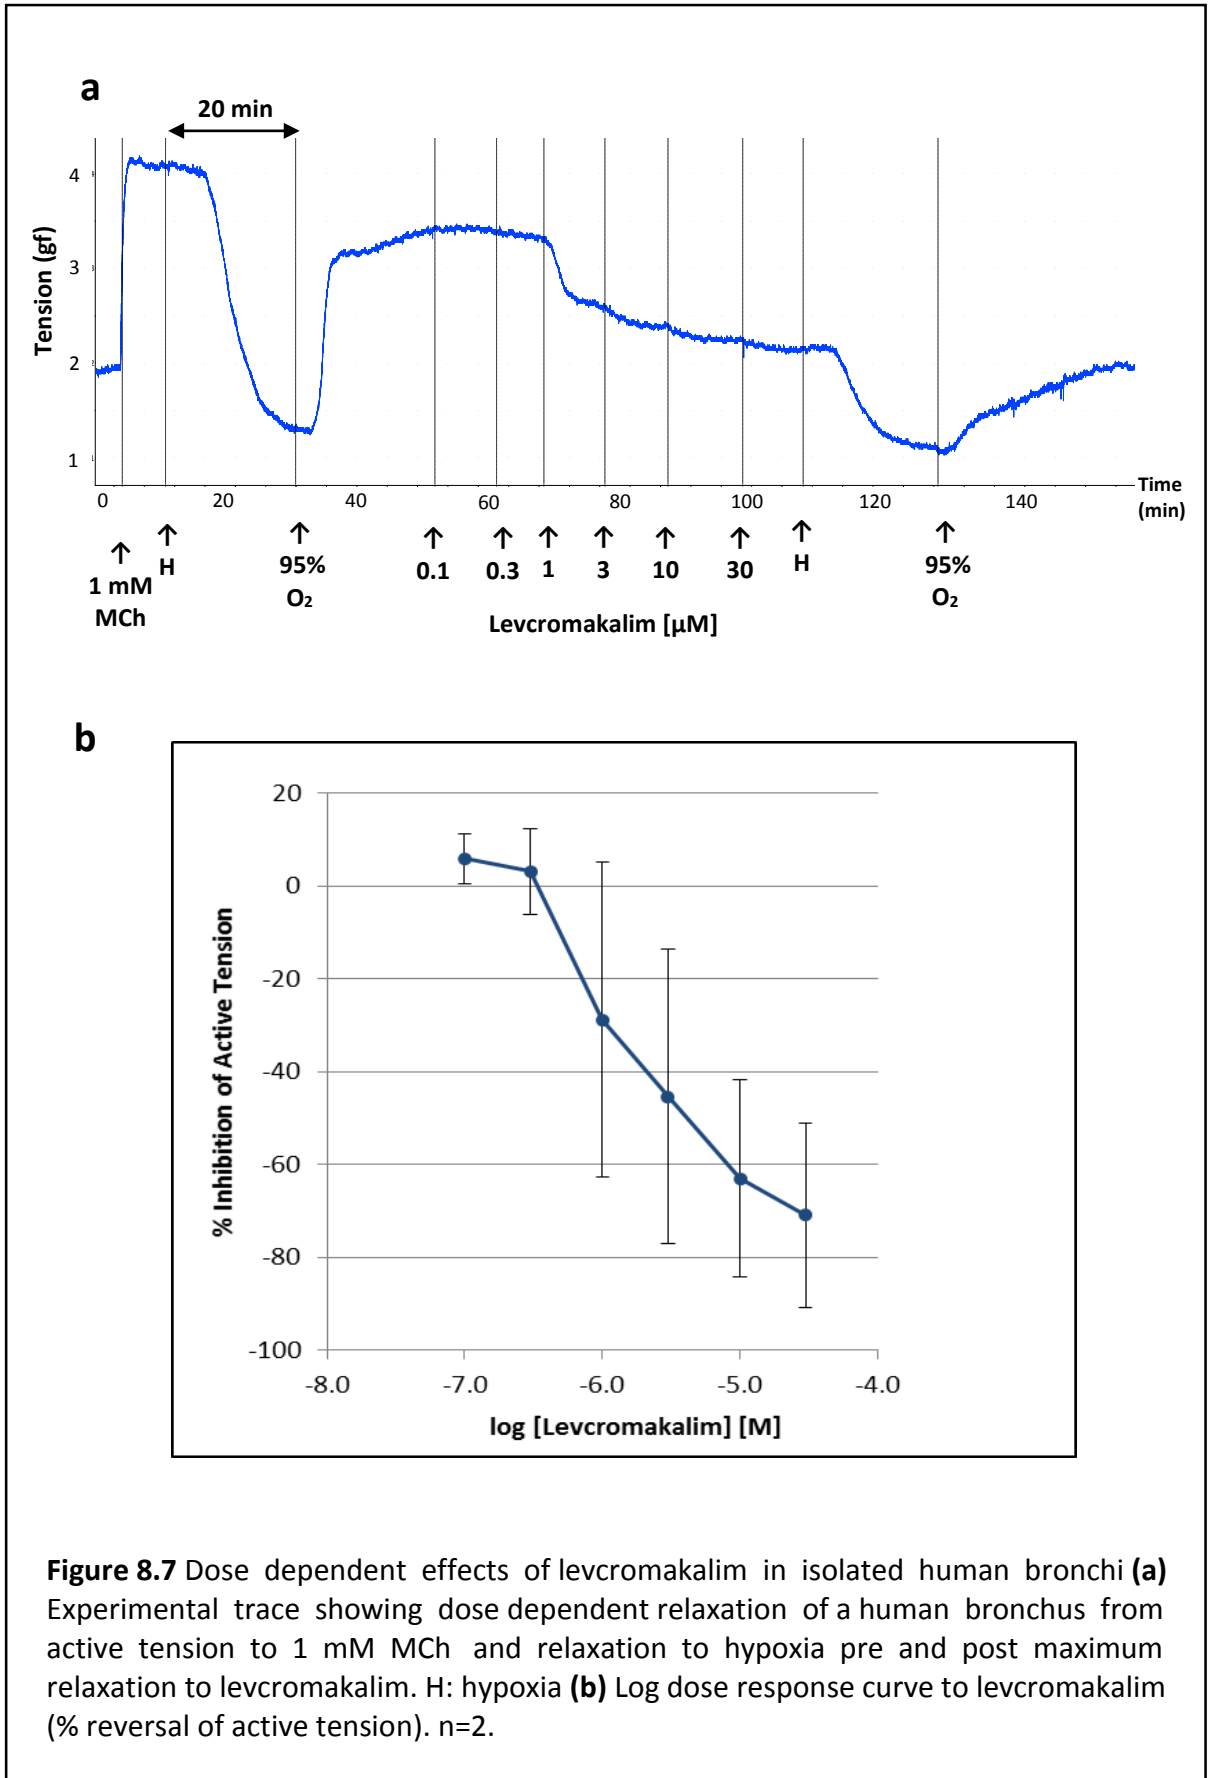 a
20 min
4
3
2
1
Tension (gf)
0 20 40 60 80 100 120 140
Time
(min)
1 mM
MCh
H
95%
O₂
0.1 0.3 1 3 10 30
H
95%
O₂
Levcromakalim [µM]
b
20
0
-20
-40
-60
-80
-100
% Inhibition of Active Tension
-8.0 -7.0 -6.0 -5.0 -4.0
log [Levcromakalim] [M]
Figure 8.7 Dose dependent effects of levcromakalim in isolated human bronchi (a)
Experimental trace showing dose dependent relaxation of a human bronchus from
active tension to 1 mM MCh and relaxation to hypoxia pre and post maximum
relaxation to levcromakalim. H: hypoxia (b) Log dose response curve to levcromakalim
(% reversal of active tension). n=2.